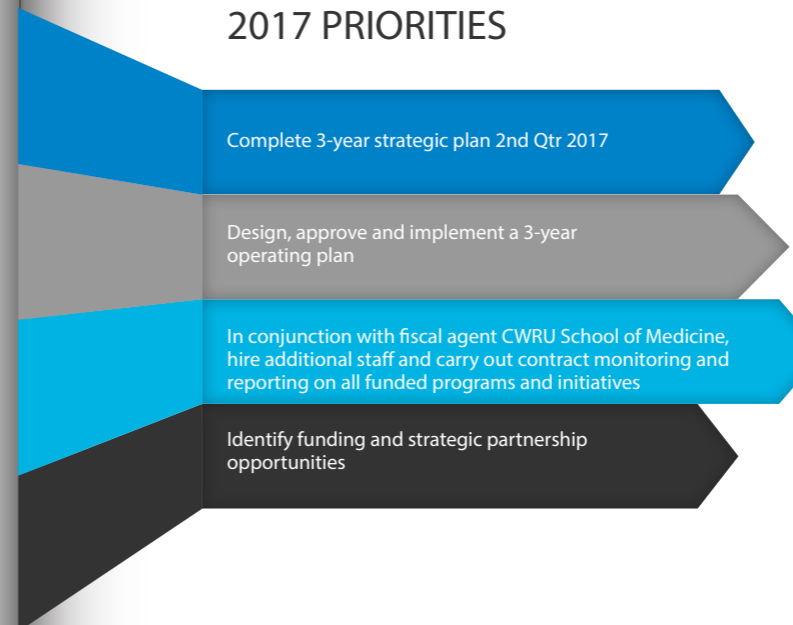 2017 PRIORITIES
Complete 3-year strategic plan 2nd Qtr 2017
Design, approve and implement a 3-year
operating plan
In conjunction with fiscal agent CWRU School of Medicine,
hire additional staff and carry out contract monitoring and
reporting on all funded programs and initiatives
Identify funding and strategic partnership
opportunities